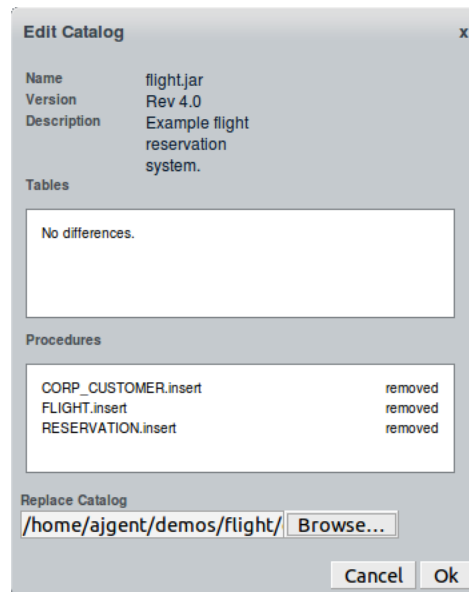 Edit Catalog x
Name flight.jar
Version Rev 4.0
Description Example flight
reservation
system.
Tables
No differences.
Procedures
CORP_CUSTOMER.insert removed
FLIGHT.insert removed
RESERVATION.insert removed
Replace Catalog
/home/ajgent/demos/flight/ Browse...
Cancel Ok